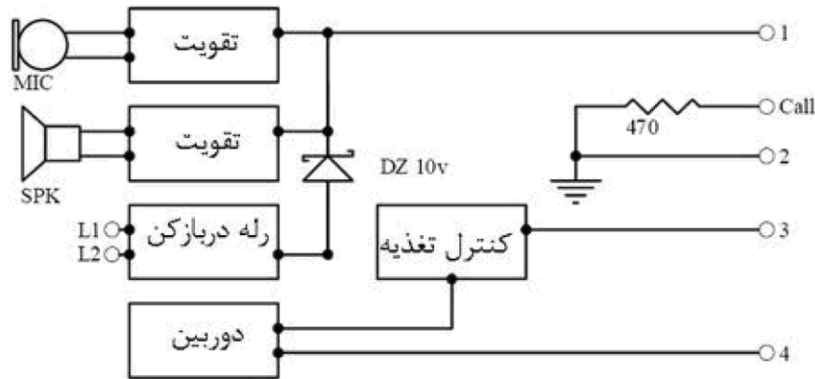 تقویت
1
MIC
Call
470
تقویت
2
DZ 10v
SPK
L1
رله دربازکن
کنترل تغذیه
3
L2
دوربین
4